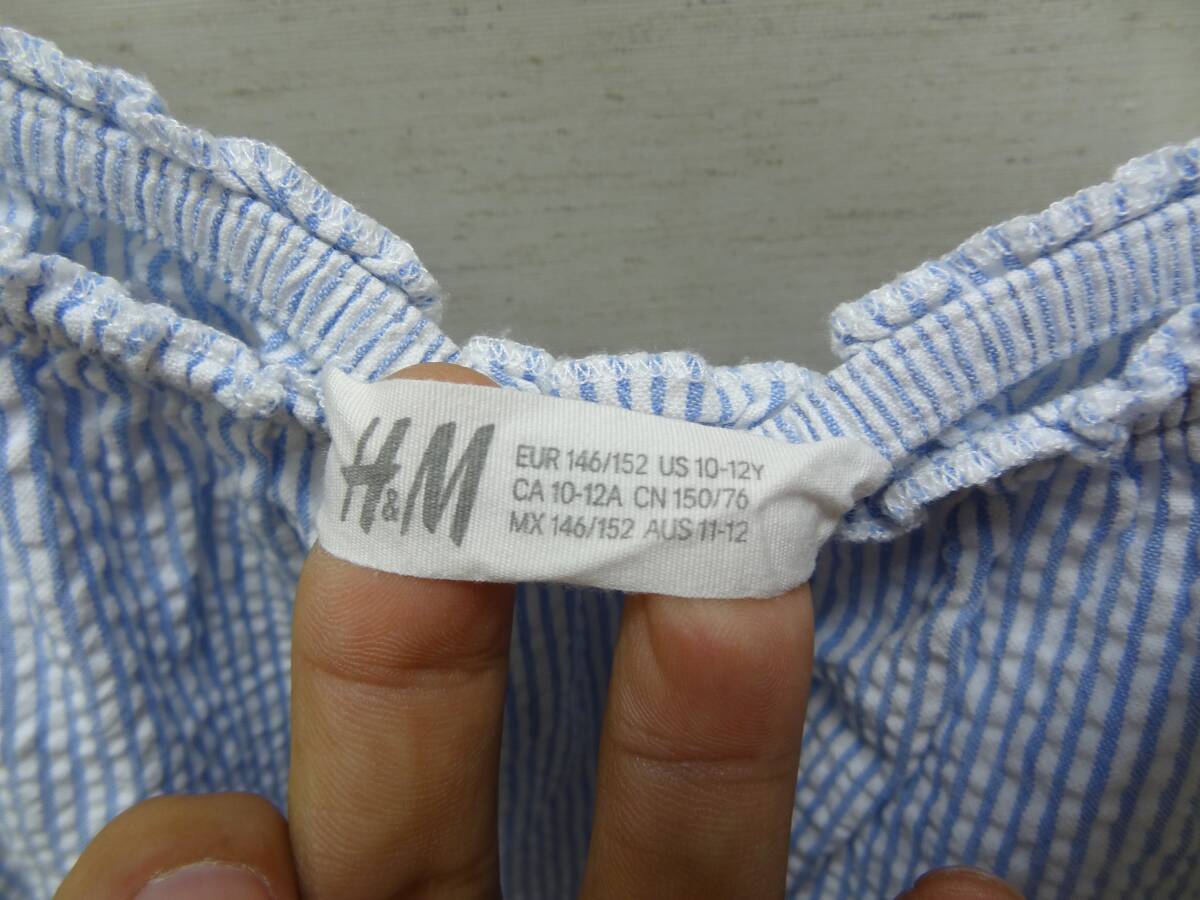 H&M
EUR 146/152 US 10-12Y
CA 10-12A CN 150/76
MX 146/152 AUS 11-12